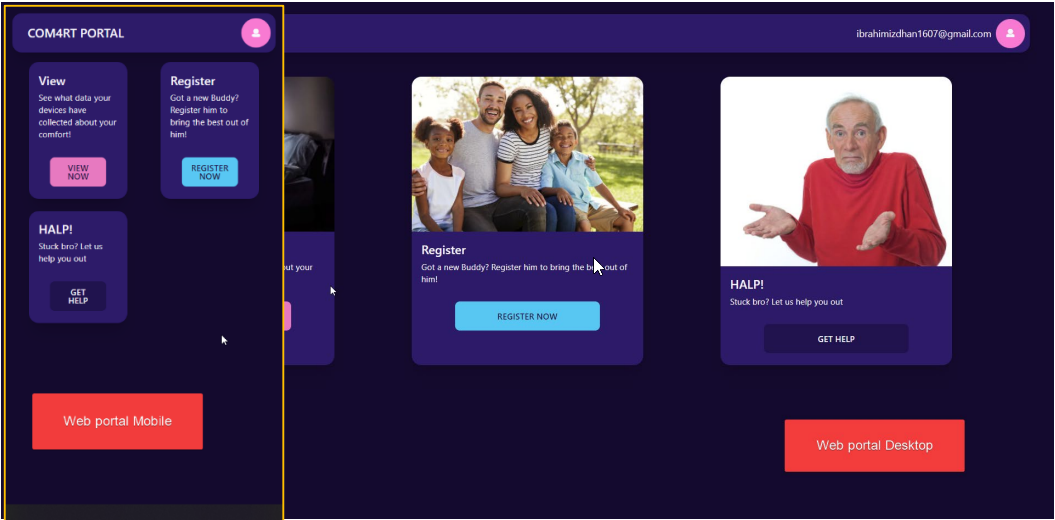 COM4RT PORTAL
View
See what data your
devices have
collected about your
comfort!
VIEW
NOW
Register
Got a new Buddy?
Register him to
bring the best out of
him!
REGISTER
NOW
HALP!
Stuck bro? Let us
help you out
GET
HELP
Web portal Mobile
ibrahimizdhan1607@gmail.com
out your
Register
Got a new Buddy? Register him to bring the best out of
him!
REGISTER NOW
HALP!
Stuck bro? Let us help you out
GET HELP
Web portal Desktop